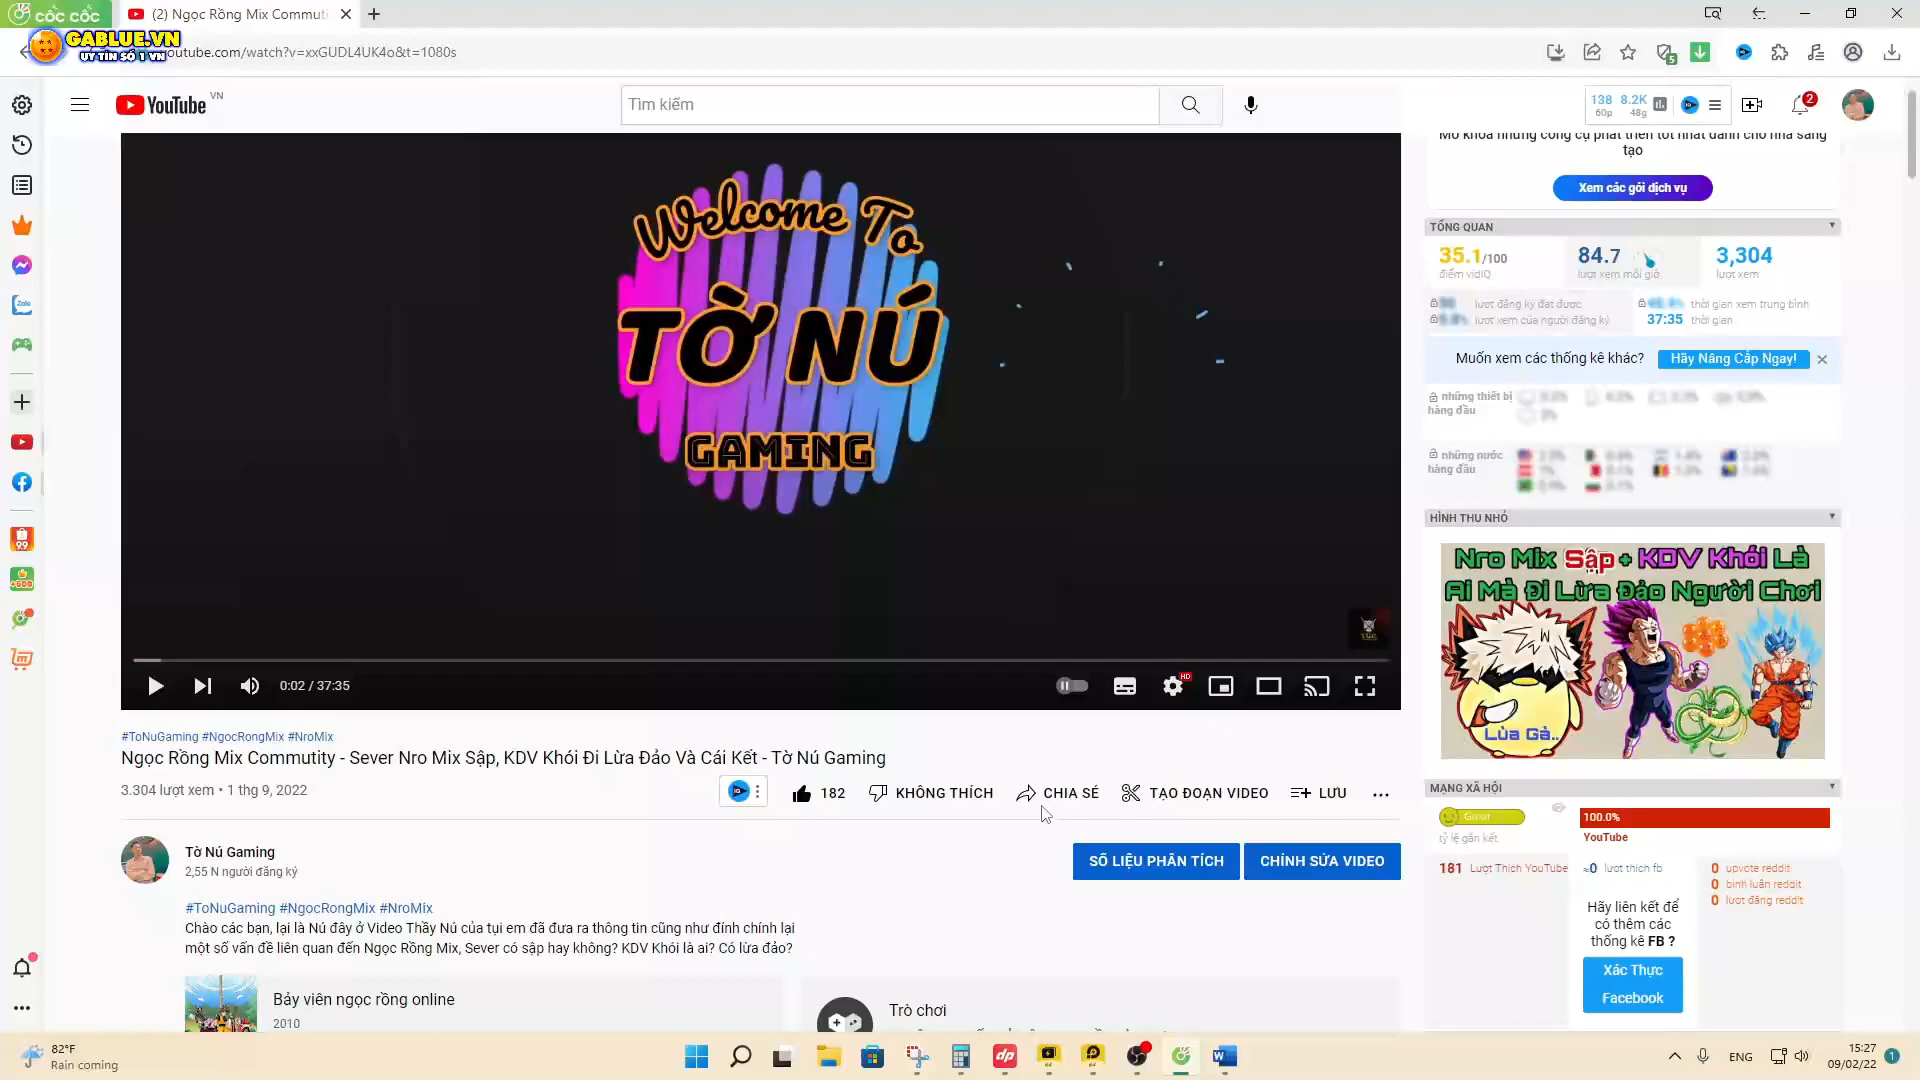 cốc cốc
(2) Ngọc Rồng Mix Commuti
GABLUE.VN
UY TÍN SỐ 1 VN
youtube.com/watch?v=xxGUDL4UK4o&t=1080s
YouTube VN
Tìm kiếm
138 8.2K
60p 48g
2
Mở khóa những công cụ phát triển tốt nhất dành cho nhà sáng
tạo
Xem các gói dịch vụ
Welcome To
TỜ NÚ
GAMING
TỔNG QUAN
35.1/100
điểm vidIQ
84.7
lượt xem mỗi giờ
3,304
lượt xem
lượt đăng ký đạt được
thời gian xem trung bình
lượt xem của người đăng ký
37:35 thời gian
Muốn xem các thống kê khác?
Hãy Nâng Cấp Ngay!
những thiết bị
hàng đầu
những nước
hàng đầu
HÌNH THU NHỎ
Nro Mix Sập + KDV Khói Là
Ai Mà Đi Lừa Đảo Người Chơi
Lùa Gà..
0:02 / 37:35
HD
#ToNuGaming #NgocRongMix #NroMix
Ngọc Rồng Mix Commutity - Sever Nro Mix Sập, KDV Khói Đi Lừa Đảo Và Cái Kết - Tờ Nú Gaming
3.304 lượt xem • 1 thg 9, 2022
182
KHÔNG THÍCH
CHIA SẺ
TẠO ĐOẠN VIDEO
LƯU
MẠNG XÃ HỘI
Great
tỷ lệ gắn kết
100.0%
YouTube
Tờ Nú Gaming
2,55 N người đăng ký
SỐ LIỆU PHÂN TÍCH
CHỈNH SỬA VIDEO
181 Lượt Thích YouTube
≈0 lượt thích fb
0 upvote reddit
0 bình luận reddit
0 lượt đăng reddit
Hãy liên kết để
có thêm các
thống kê FB ?
Xác Thực
Facebook
#ToNuGaming #NgocRongMix #NroMix
Chào các bạn, lại là Nú đây ở Video Thầy Nú của tụi em đã đưa ra thông tin cũng như đính chính lại
một số vấn đề liên quan đến Ngọc Rồng Mix, Sever có sập hay không? KDV Khói là ai? Có lừa đảo?
Bảy viên ngọc rồng online
2010
Trò chơi
82°F
Rain coming
ENG
15:27
09/02/22
1